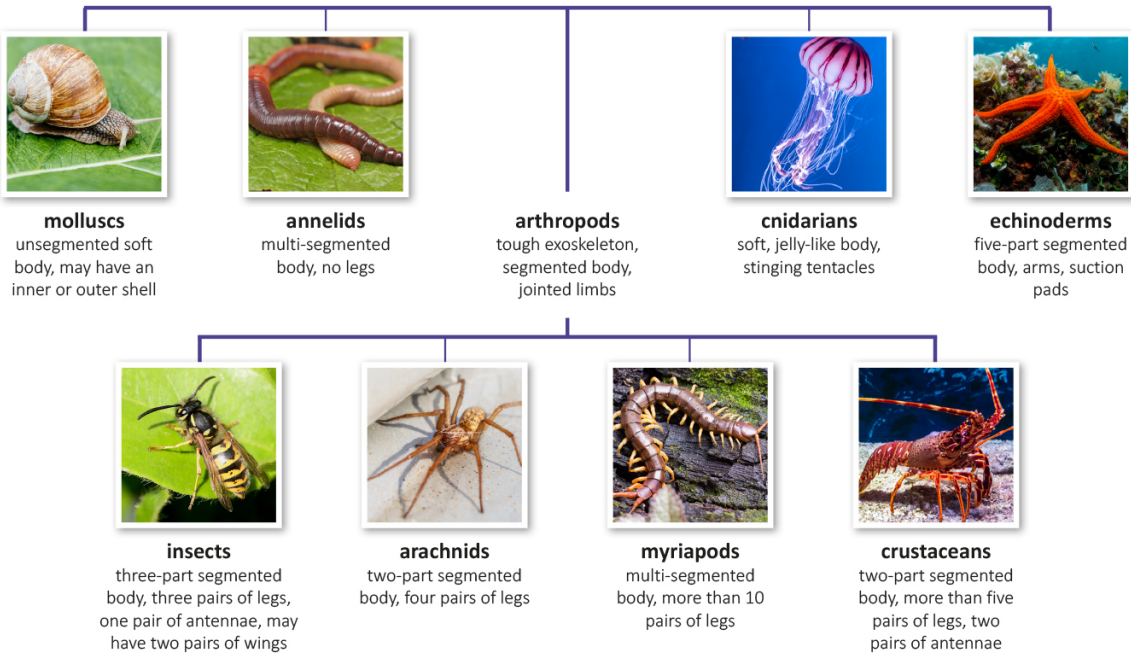 molluscs
unsegmented soft
body, may have an
inner or outer shell
annelids
multi-segmented
body, no legs
arthropods
tough exoskeleton,
segmented body,
jointed limbs
cnidarians
soft, jelly-like body,
stinging tentacles
echinoderms
five-part segmented
body, arms, suction
pads
insects
three-part segmented
body, three pairs of legs,
one pair of antennae, may
have two pairs of wings
arachnids
two-part segmented
body, four pairs of legs
myriapods
multi-segmented
body, more than 10
pairs of legs
crustaceans
two-part segmented
body, more than five
pairs of legs, two
pairs of antennae